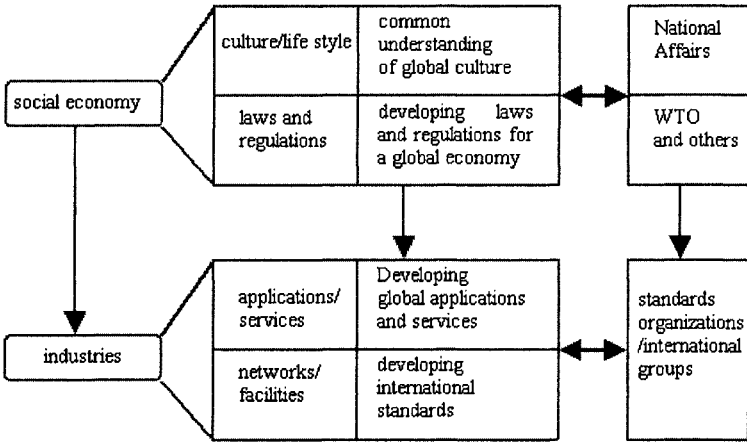 social economy
culture/life style
common
understanding
of global culture
laws and
regulations
developing laws
and regulations for
a global economy
National
Affairs
WTO
and others
industries
applications/
services
Developing
global applications
and services
networks/
facilities
developing
international
standards
standards
organizations
/international
groups